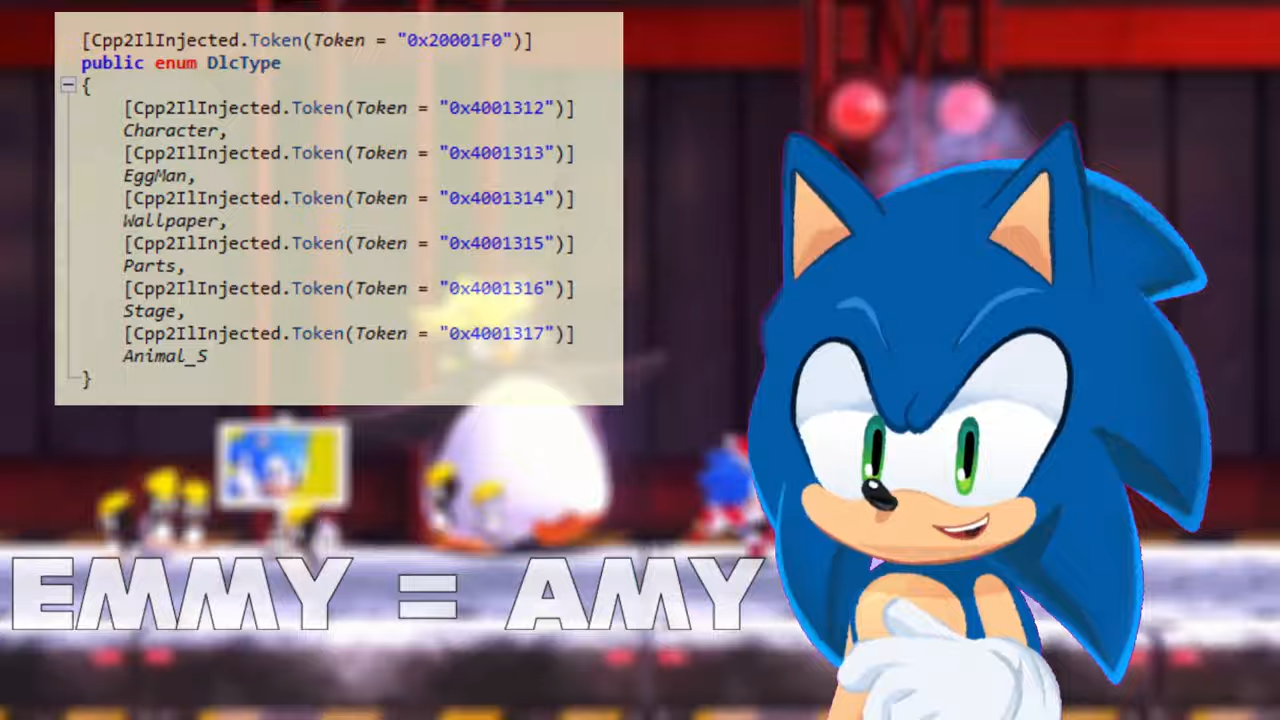 [Cpp2IlInjected.Token(Token = "0x20001F0")]
public enum DlcType
{
[Cpp2IlInjected.Token(Token = "0x4001312")]
Character,
[Cpp2IlInjected.Token(Token = "0x4001313")]
EggMan,
[Cpp2IlInjected.Token(Token = "0x4001314")]
Wallpaper,
[Cpp2IlInjected.Token(Token = "0x4001315")]
Parts,
[Cpp2IlInjected.Token(Token = "0x4001316")]
Stage,
[Cpp2IlInjected.Token(Token = "0x4001317")]
Animal_S
}
EMMY = AMY